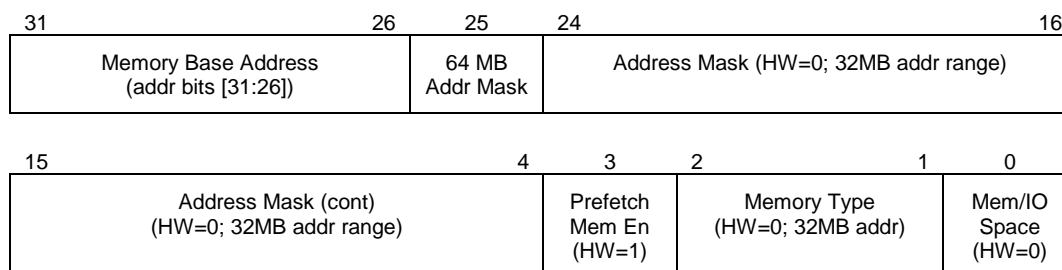 31 26 25 24 16
Memory Base Address 64 MB Address Mask (HW=0; 32MB addr range)
(addr bits [31:26]) Addr Mask
15 4 3 2 1 0
Address Mask (cont) Prefetch Memory Type Mem/IO
(HW=0; 32MB addr range) Mem En (HW=0; 32MB addr) Space
(HW=1) (HW=0)